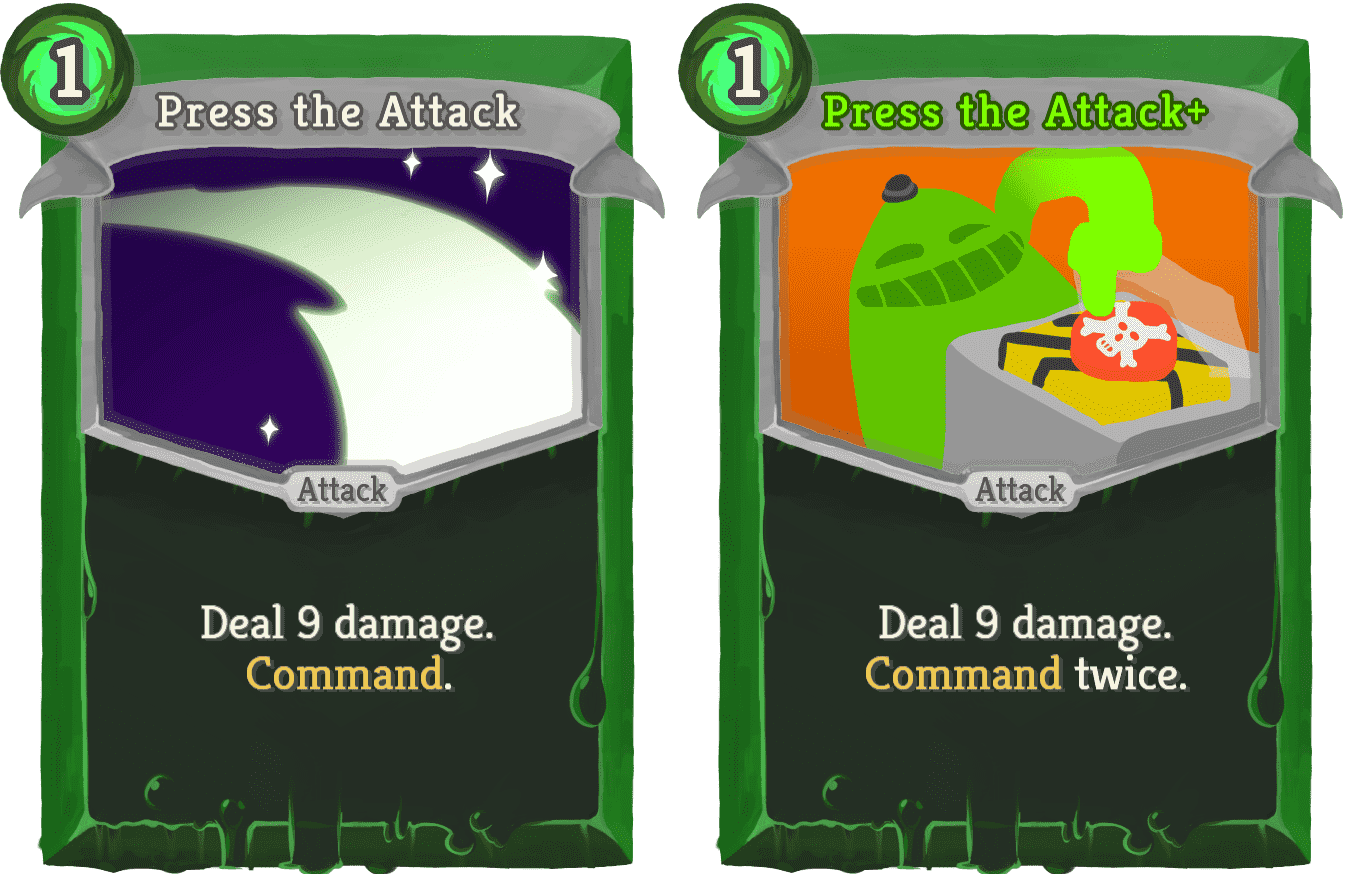 1
Press the Attack
Attack
Deal 9 damage.
Command.
1
Press the Attack+
Attack
Deal 9 damage.
Command twice.